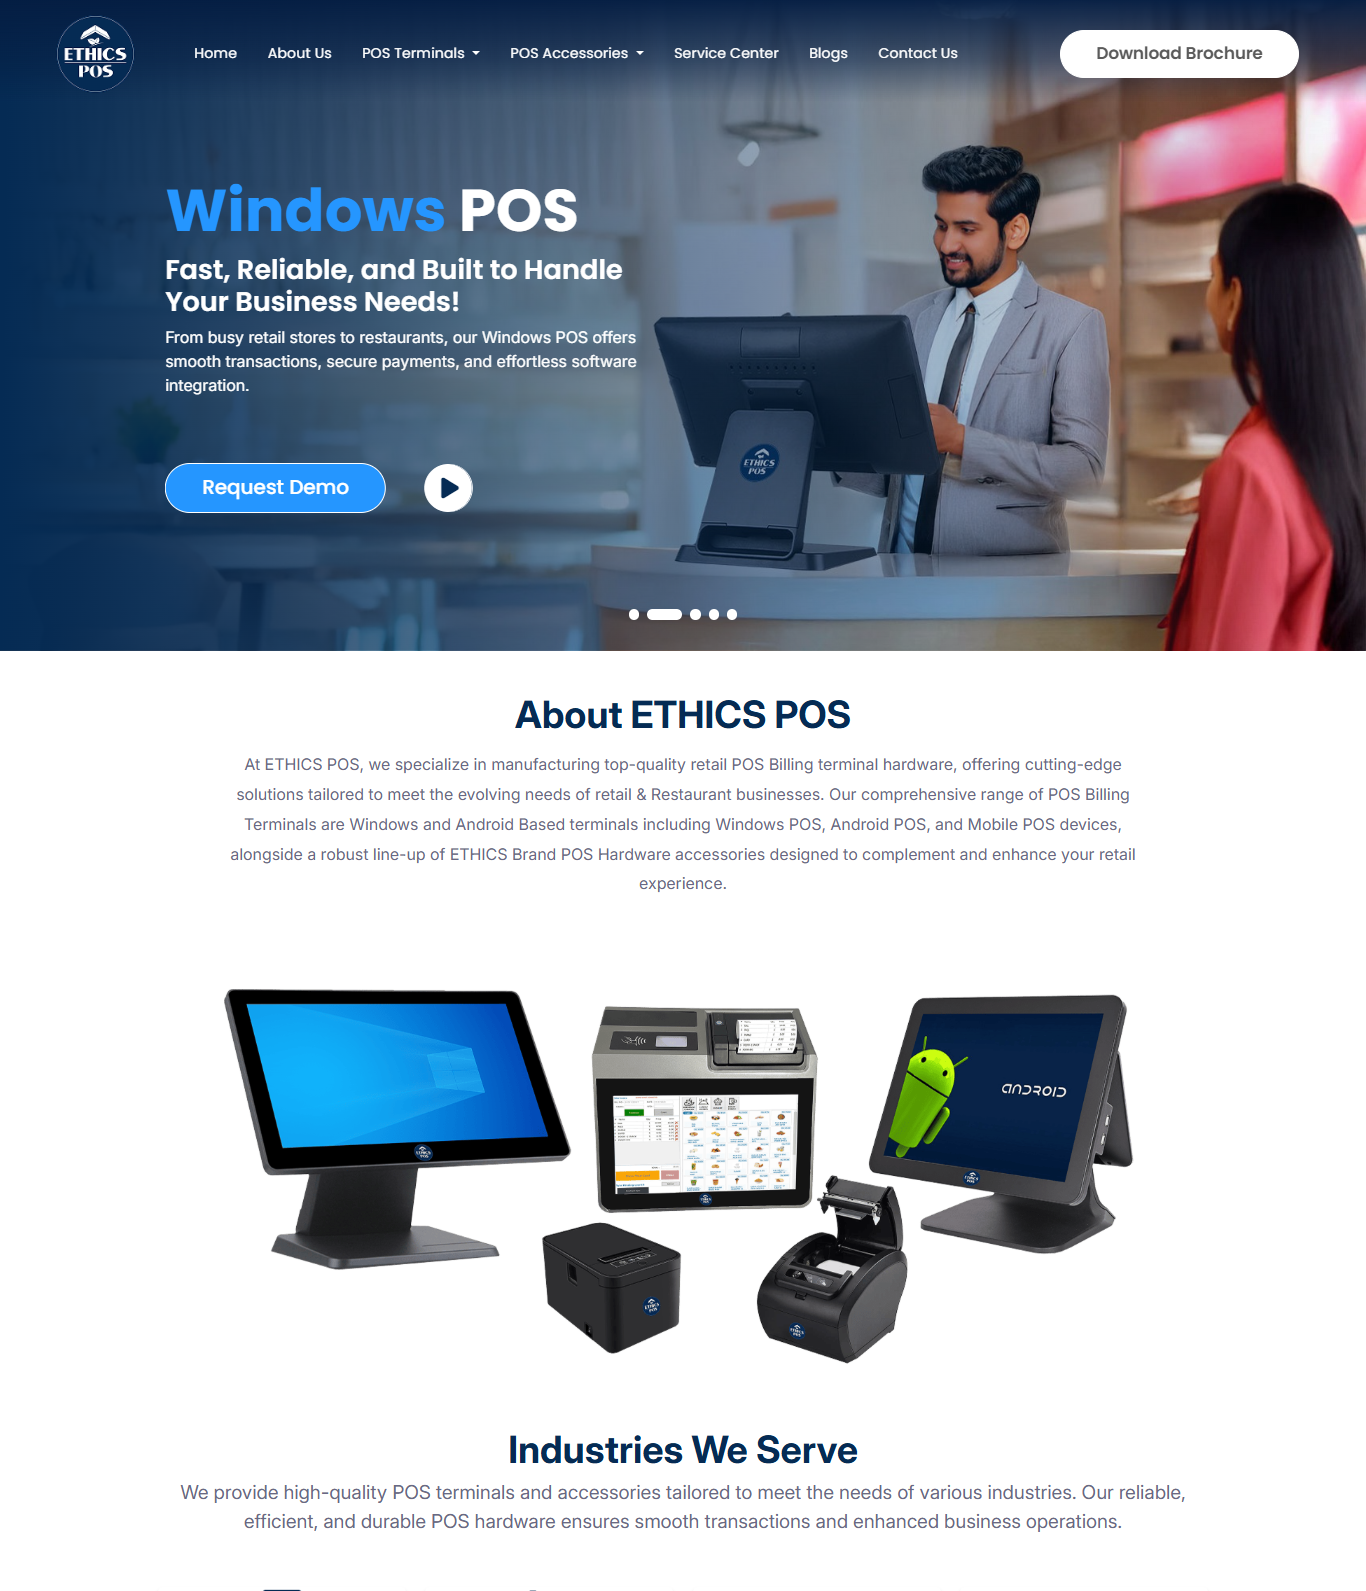 ETHICS
POS
Home
About Us
POS Terminals
POS Accessories
Service Center
Blogs
Contact Us
Download Brochure
Windows POS
Fast, Reliable, and Built to Handle
Your Business Needs!
From busy retail stores to restaurants, our Windows POS offers
smooth transactions, secure payments, and effortless software
integration.
ETHICS
POS
Request Demo
About ETHICS POS
At ETHICS POS, we specialize in manufacturing top-quality retail POS Billing terminal hardware, offering cutting-edge
solutions tailored to meet the evolving needs of retail & Restaurant businesses. Our comprehensive range of POS Billing
Terminals are Windows and Android Based terminals including Windows POS, Android POS, and Mobile POS devices,
alongside a robust line-up of ETHICS Brand POS Hardware accessories designed to complement and enhance your retail
experience.
ANDROID
ETHICS
POS
ETHICS
POS
ETHICS
POS
ETHICS
POS
Industries We Serve
We provide high-quality POS terminals and accessories tailored to meet the needs of various industries. Our reliable,
efficient, and durable POS hardware ensures smooth transactions and enhanced business operations.